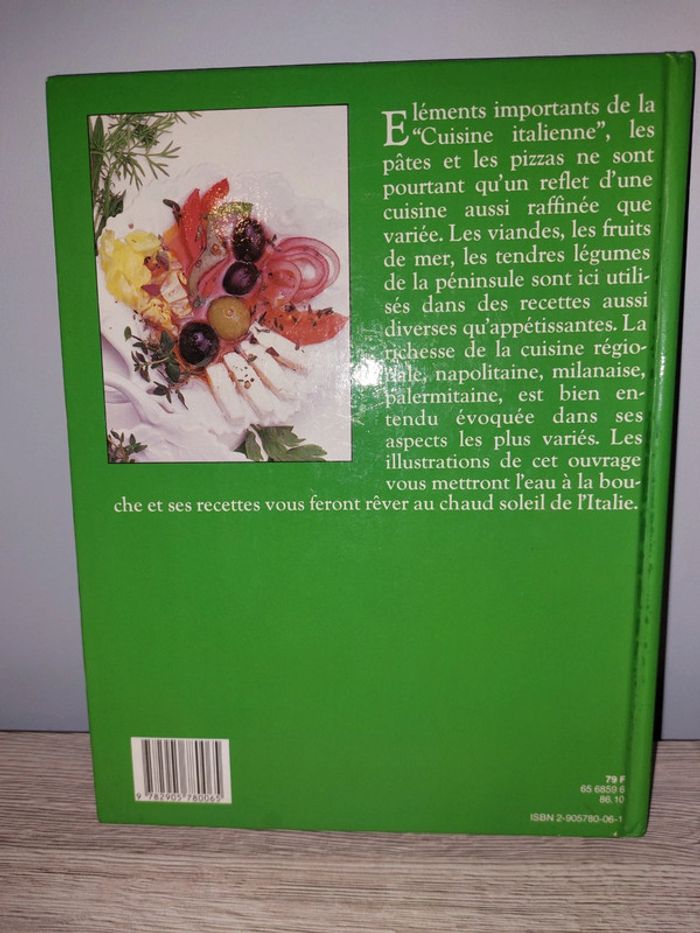 Eléments importants de la
“Cuisine italienne”, les
pâtes et les pizzas ne sont
pourtant qu’un reflet d’une
cuisine aussi raffinée que
variée. Les viandes, les fruits
de mer, les tendres légumes
de la péninsule sont ici utili-
sés dans des recettes aussi
diverses qu’appétissantes. La
richesse de la cuisine régio-
nale, napolitaine, milanaise,
palermitaine, est bien en-
tendu évoquée dans ses
aspects les plus variés. Les
illustrations de cet ouvrage
vous mettront l’eau à la bou-
che et ses recettes vous feront rêver au chaud soleil de l’Italie.
9 782905 780065
79 F
65 6859 6
86.10
ISBN 2-905780-06-1